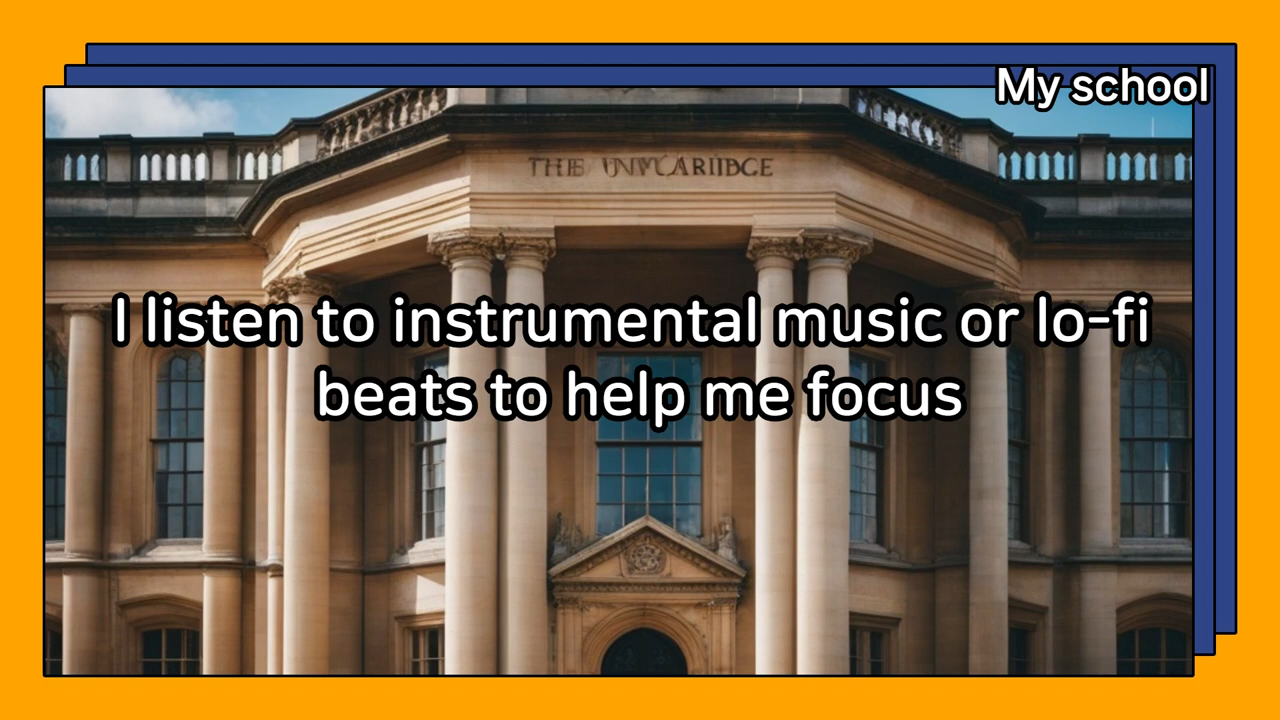 My school
THE
I listen to instrumental music or lo-fi
beats to help me focus